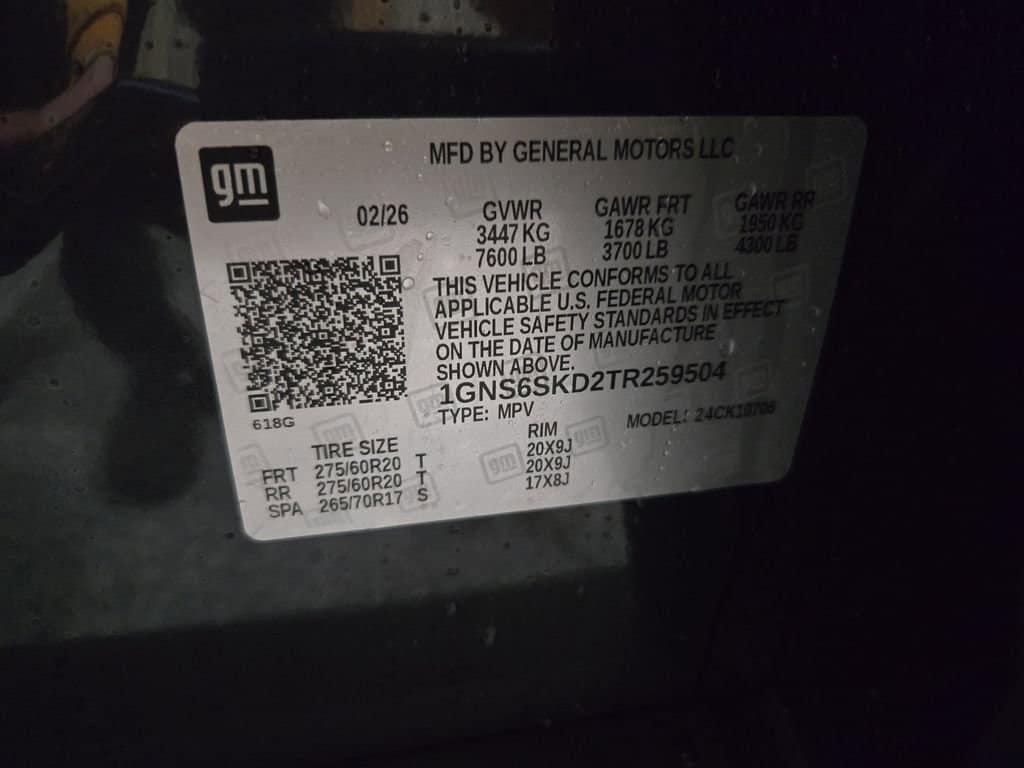 gm
MFD BY GENERAL MOTORS LLC
02/26 GVWR GAWR FRT GAWR RR
3447 KG 1678 KG 1950 KG
7600 LB 3700 LB 4300 LB
THIS VEHICLE CONFORMS TO ALL
APPLICABLE U.S. FEDERAL MOTOR
VEHICLE SAFETY STANDARDS IN EFFECT
ON THE DATE OF MANUFACTURE
SHOWN ABOVE.
1GNS6SKD2TR259504
TYPE: MPV MODEL: 24CK10706
618G
TIRE SIZE RIM
FRT 275/60R20 T 20X9J
RR 275/60R20 T 20X9J
SPA 265/70R17 S 17X8J